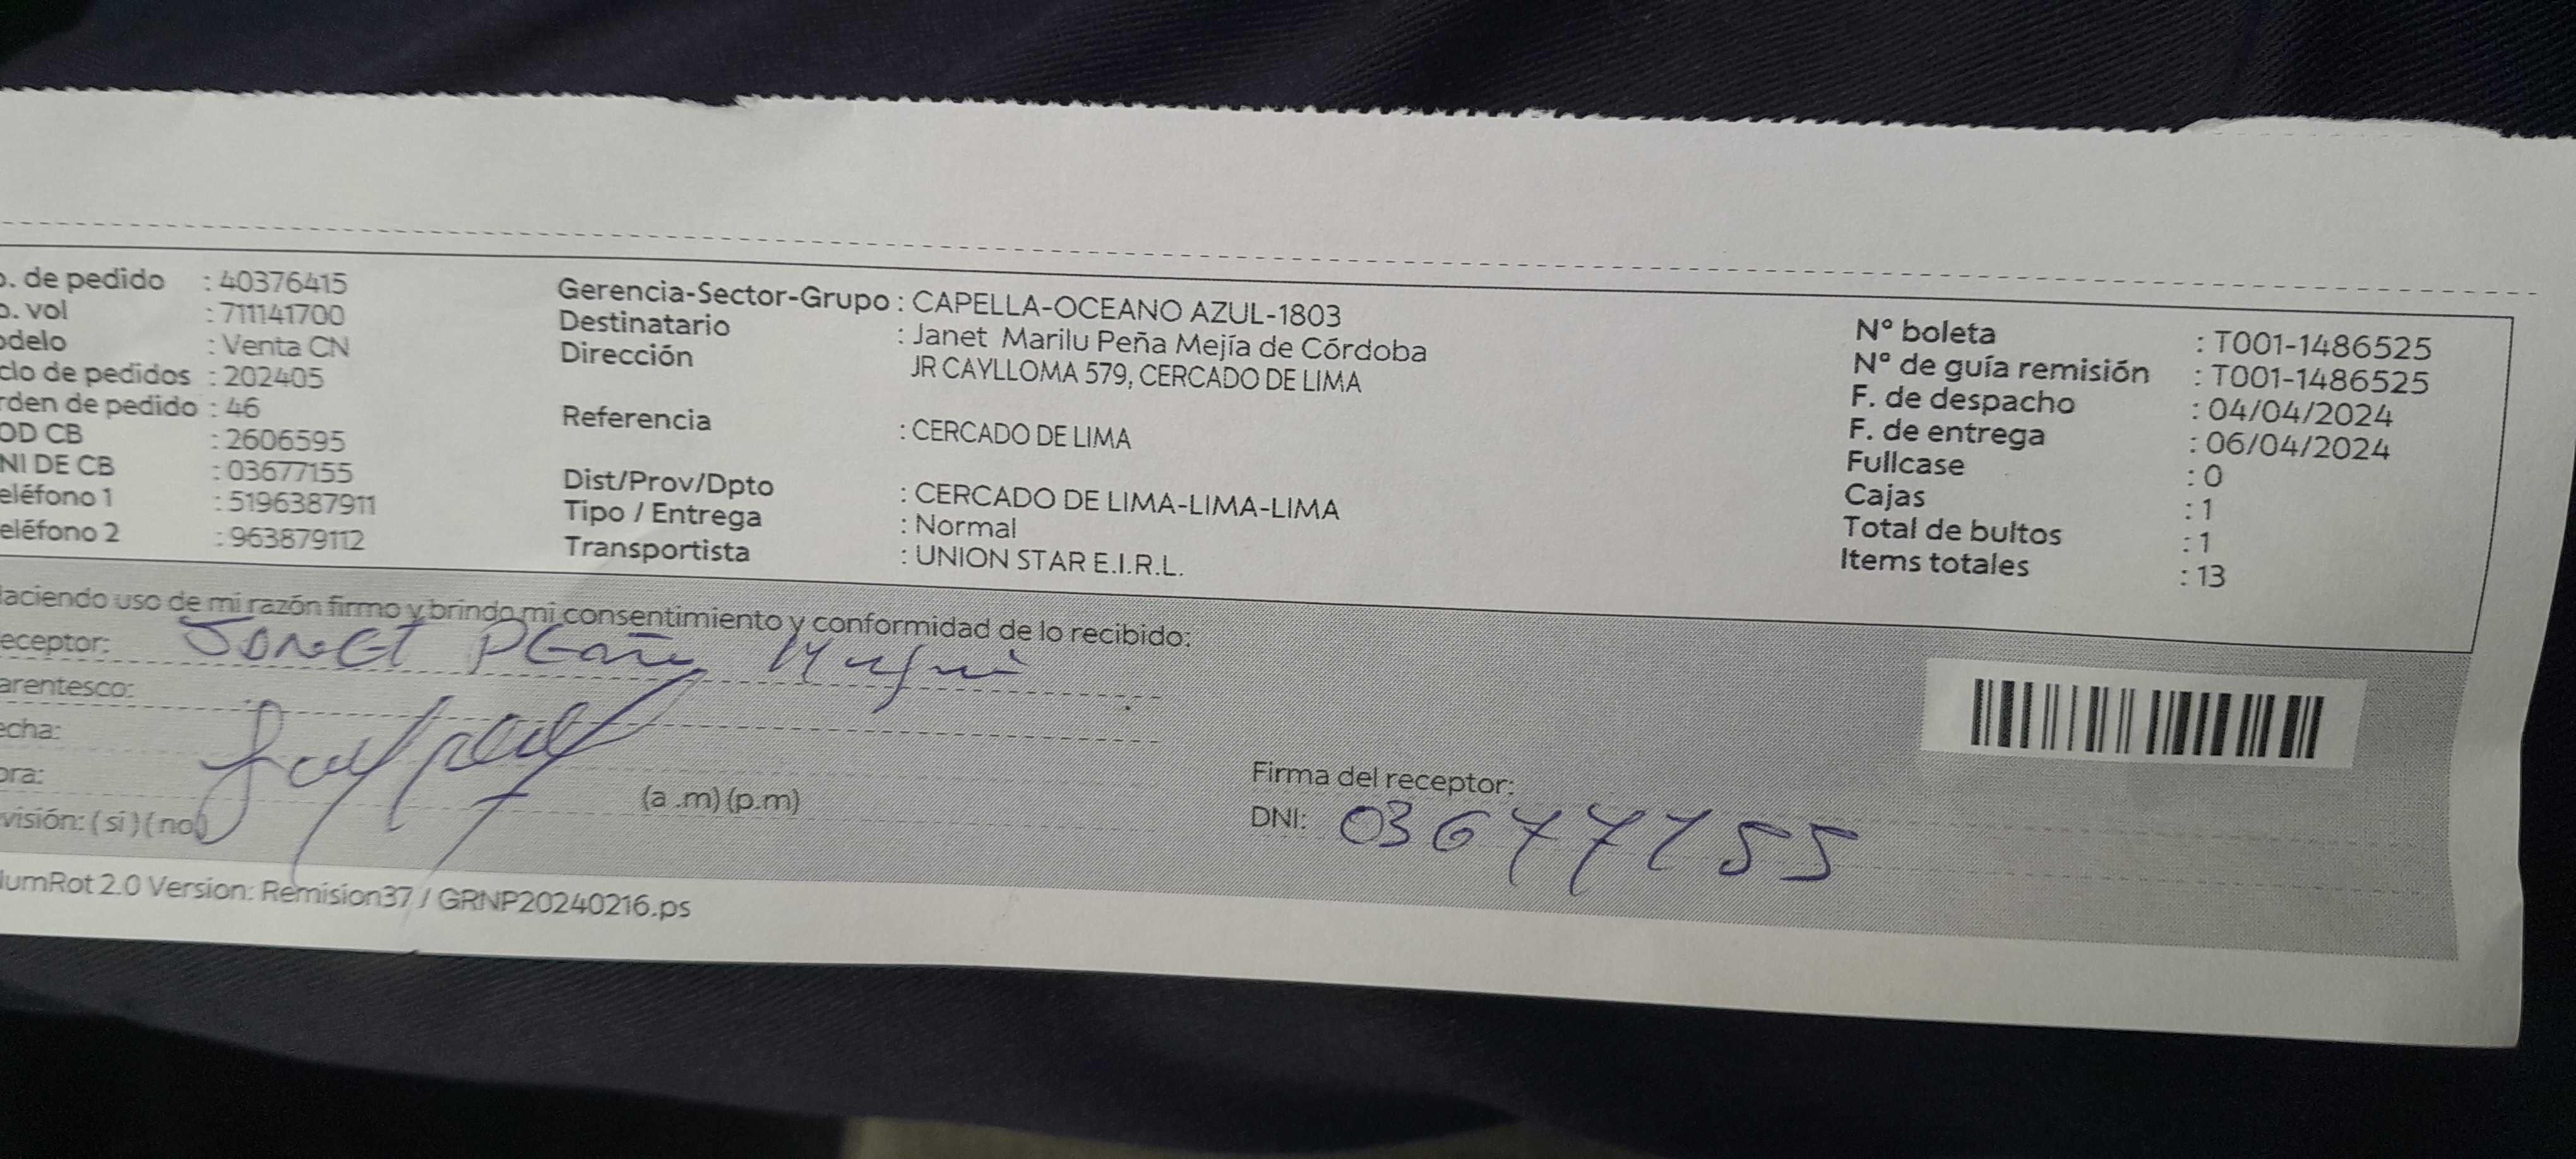 o. de pedido : 40376415
o. vol : 711141700
odelo : Venta CN
clo de pedidos : 202405
rden de pedido : 46
OD CB : 2606595
NI DE CB : 03677155
eléfono 1 : 5196387911
eléfono 2 : 963879112
Gerencia-Sector-Grupo : CAPELLA-OCEANO AZUL-1803
Destinatario : Janet Marilu Peña Mejía de Córdoba
Dirección JR CAYLLOMA 579, CERCADO DE LIMA
Referencia : CERCADO DE LIMA
Dist/Prov/Dpto : CERCADO DE LIMA-LIMA-LIMA
Tipo / Entrega : Normal
Transportista : UNION STAR E.I.R.L.
Nº boleta : T001-1486525
Nº de guía remisión : T001-1486525
F. de despacho : 04/04/2024
F. de entrega : 06/04/2024
Fullcase : 0
Cajas : 1
Total de bultos : 1
Items totales : 13
aciendo uso de mi razón firmo y brindo mi consentimiento y conformidad de lo recibido:
eceptor: Janet
arentesco:
echa:
ora: (a .m) (p.m)
visión: ( si ) ( no )
Firma del receptor:
DNI: 03677155
umRot 2.0 Version: Remision37 / GRNP20240216.ps